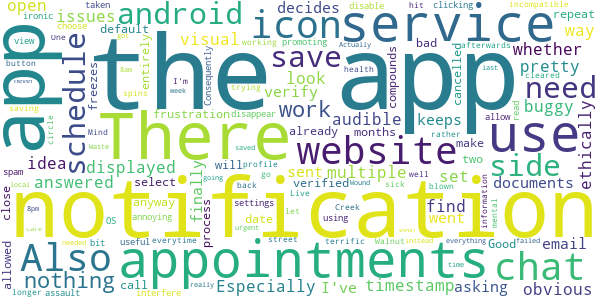 ironic taken android icon service decides bad way
open issues default visual save pretty
app the app
spam schedule freezes entirely look verify frustration disappear work audible already months keeps buggy whether need
idea displayed There website use
answered will sent verified multiple set two side documents ethically
close select finally
notification
allowed anyway process settings date find went email
Also appointments chat
nothing Especially I've timestamp asking obvious
longer assault interfere call
button 8am spins I'm week trying
circle Mind saved profile back
local OS annoying everytime go
8pm bit useful Live let using
street terrific Creek Walnut instead
really urgent sick blown well everything failed
mental information read allow rather
One view repeat choose disable incompatible
clicking hit afterwards working promoting
Actually health last cleared
Consequently saving compounds cancelled make
Good time needed Waste going Wound